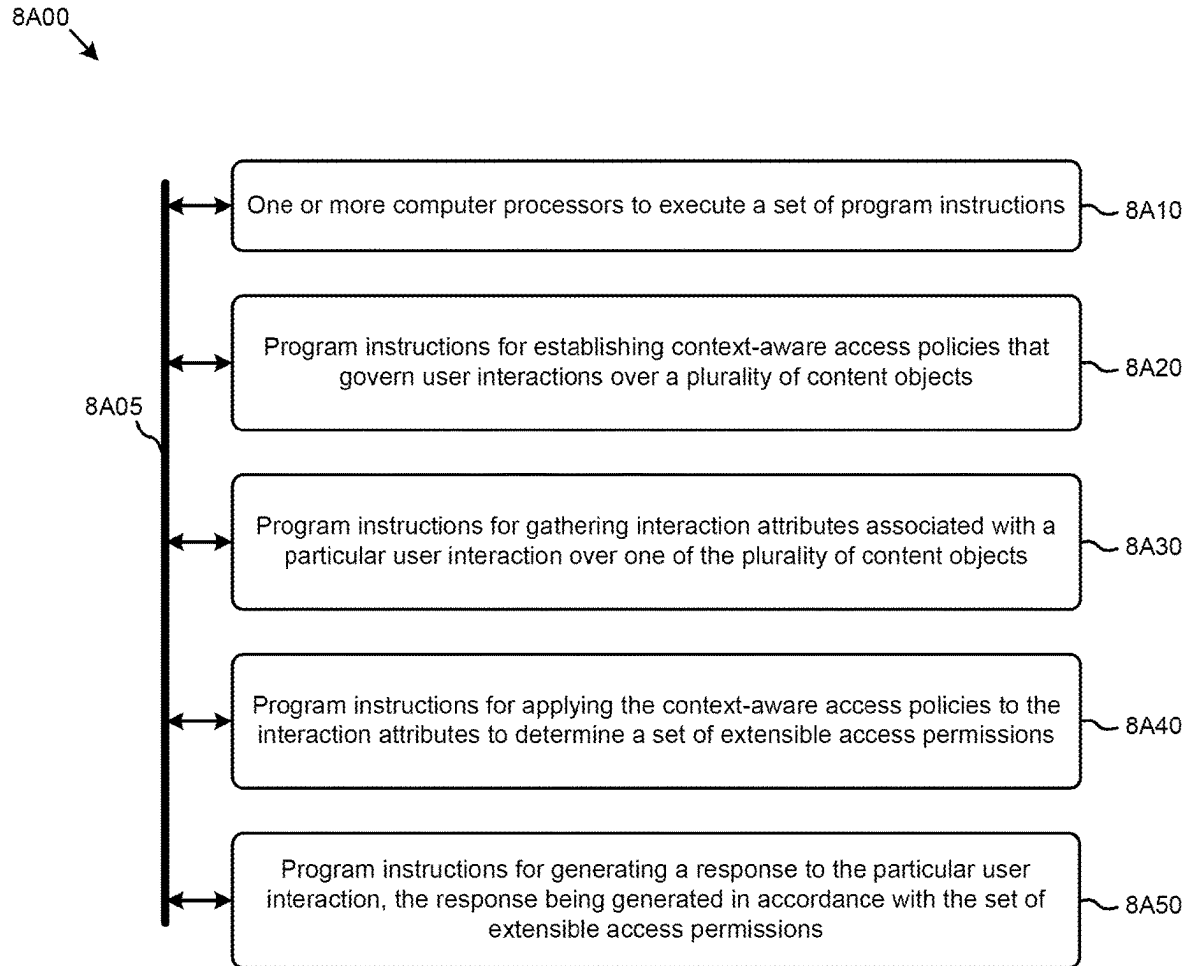 8A00
One or more computer processors to execute a set of program instructions
8A10
Program instructions for establishing context-aware access policies that
govern user interactions over a plurality of content objects
8A20
8A05
Program instructions for gathering interaction attributes associated with a
particular user interaction over one of the plurality of content objects
8A30
Program instructions for applying the context-aware access policies to the
interaction attributes to determine a set of extensible access permissions
8A40
Program instructions for generating a response to the particular user
interaction, the response being generated in accordance with the set of
extensible access permissions
8A50